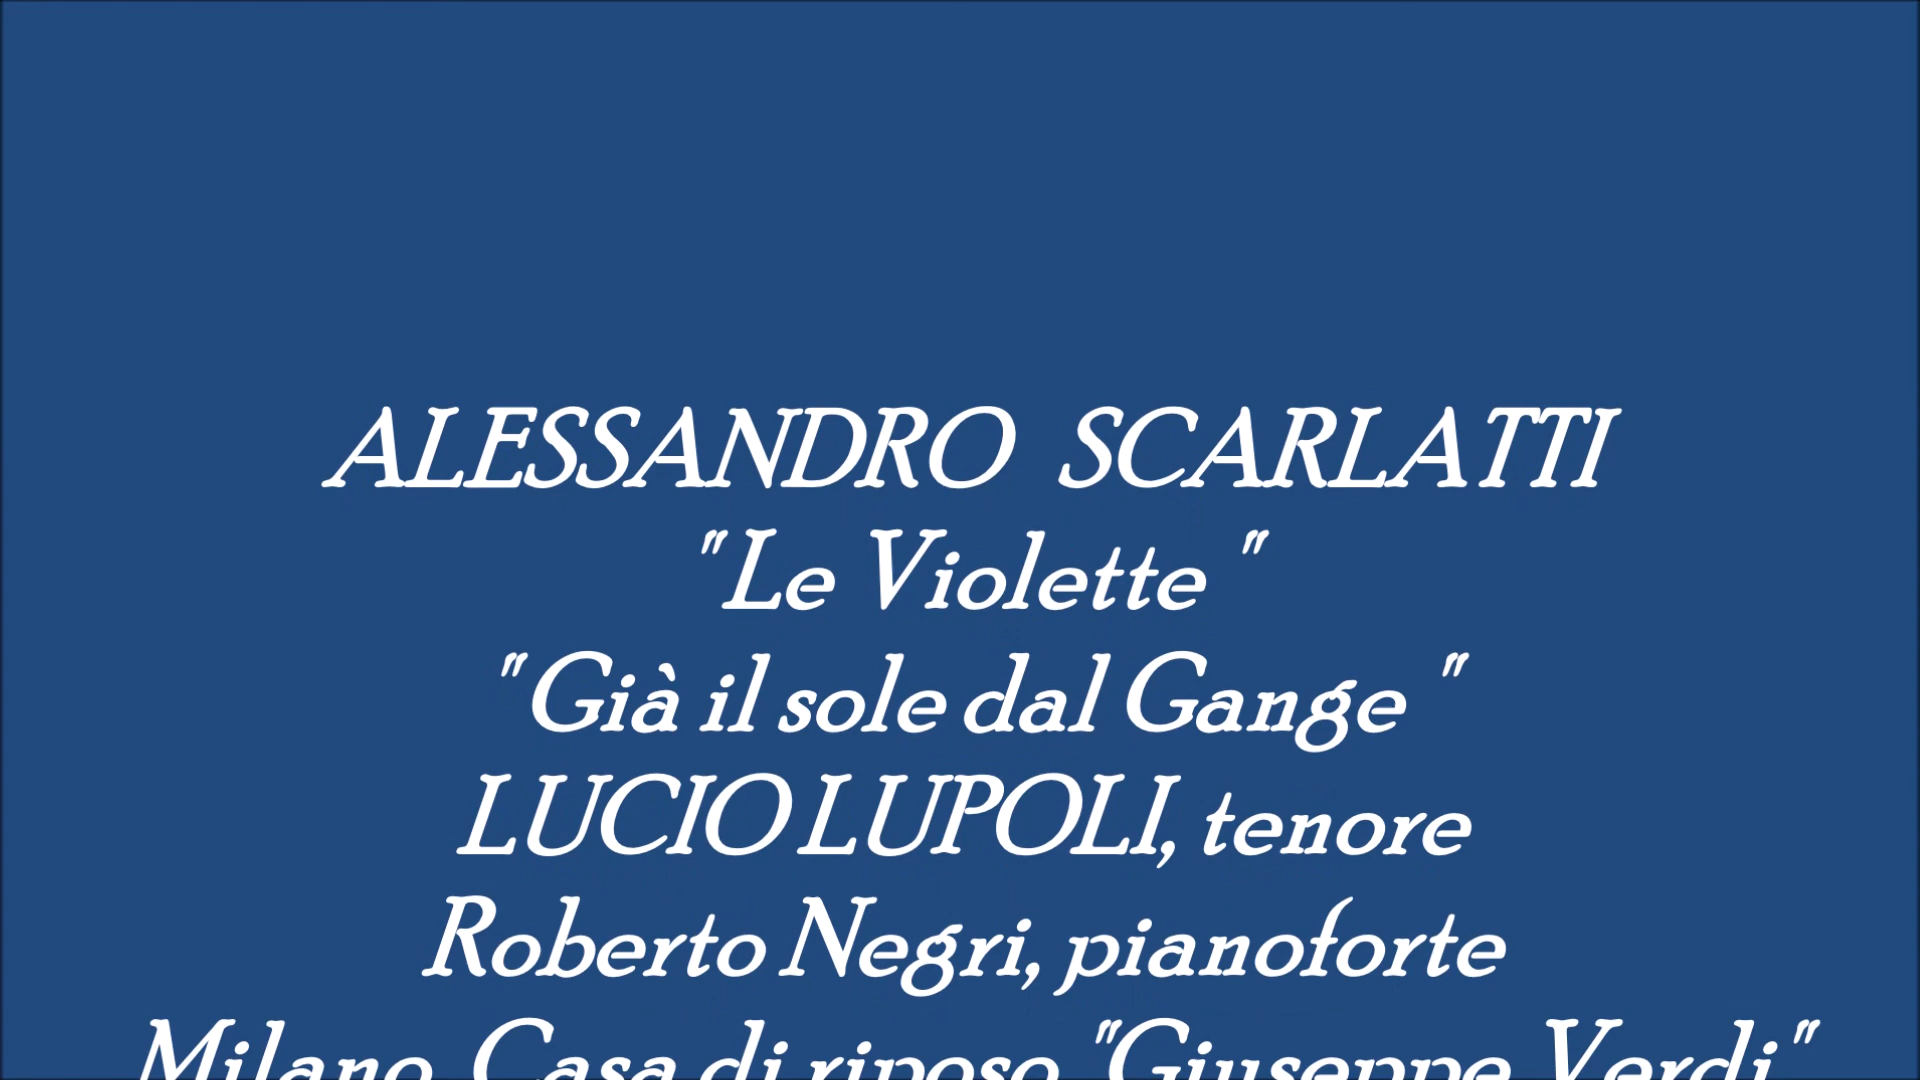 ALESSANDRO SCARLATTI
"Le Violette "
"Già il sole dal Gange "
LUCIO LUPOLI, tenore
Roberto Negri, pianoforte
Milano Casa di riposo "Giuseppe Verdi "